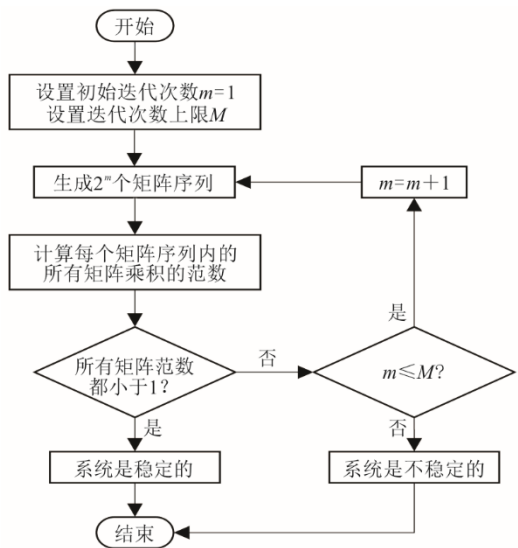 开始
设置初始迭代次数m=1
设置迭代次数上限M
生成2ᵐ个矩阵序列
m=m+1
计算每个矩阵序列内的
所有矩阵乘积的范数
是
所有矩阵范数
都小于1?
否
m≤M?
是
否
系统是稳定的
系统是不稳定的
结束